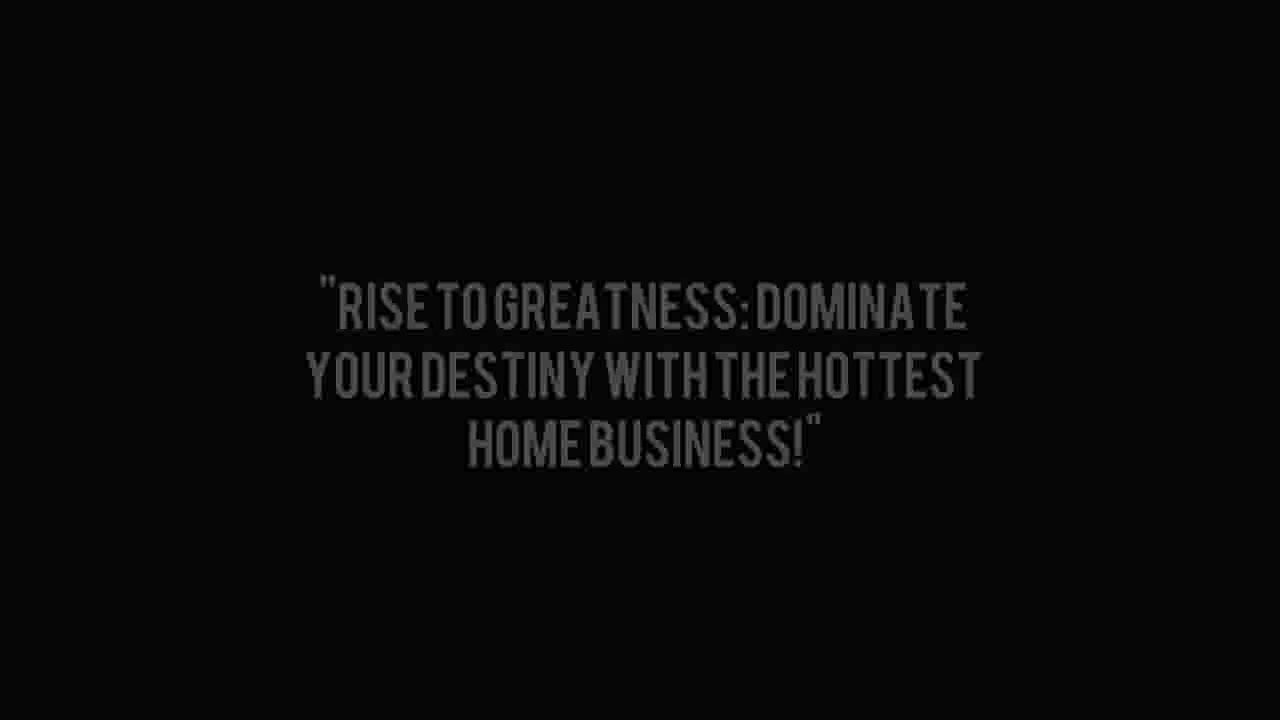 "RISE TO GREATNESS: DOMINATE
YOUR DESTINY WITH THE HOTTEST
HOME BUSINESS!"